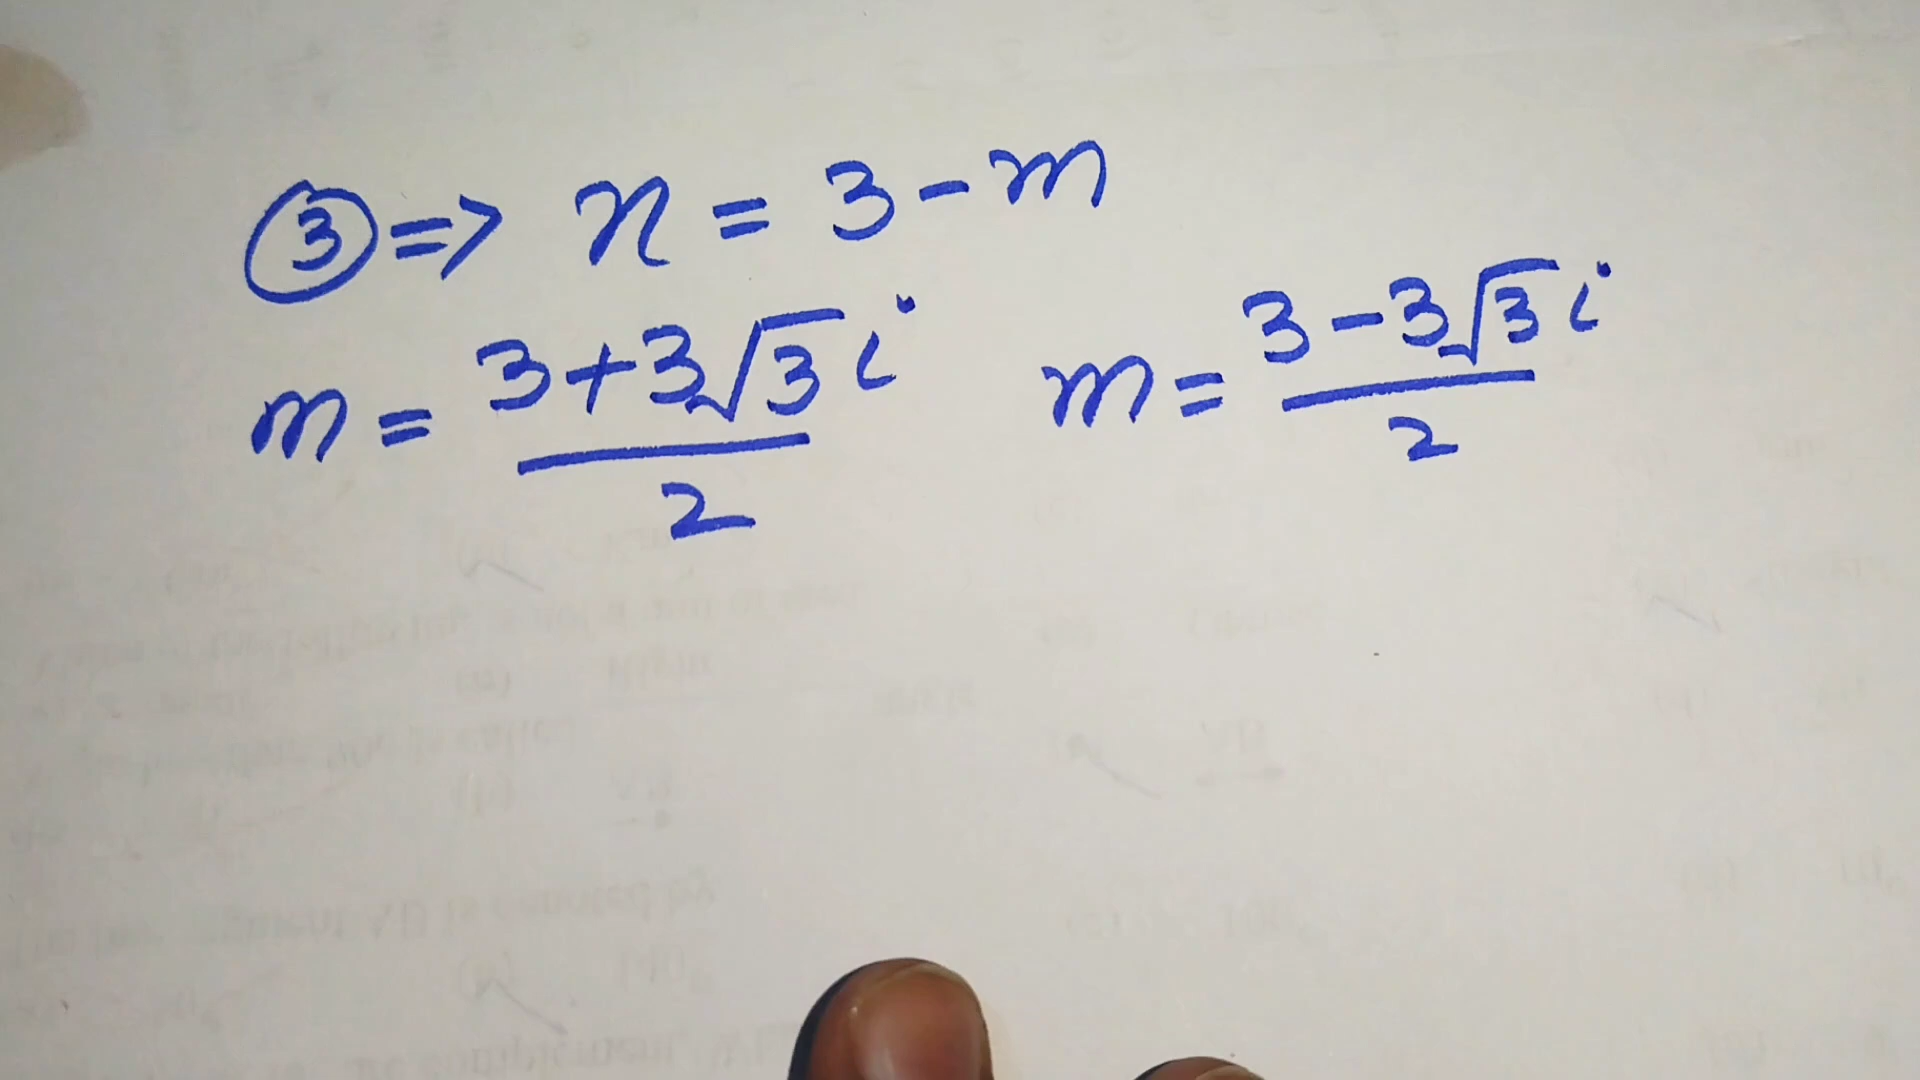 ③ => n = 3 - m
m = (3 + 3√3 i)/2    m = (3 - 3√3 i)/2